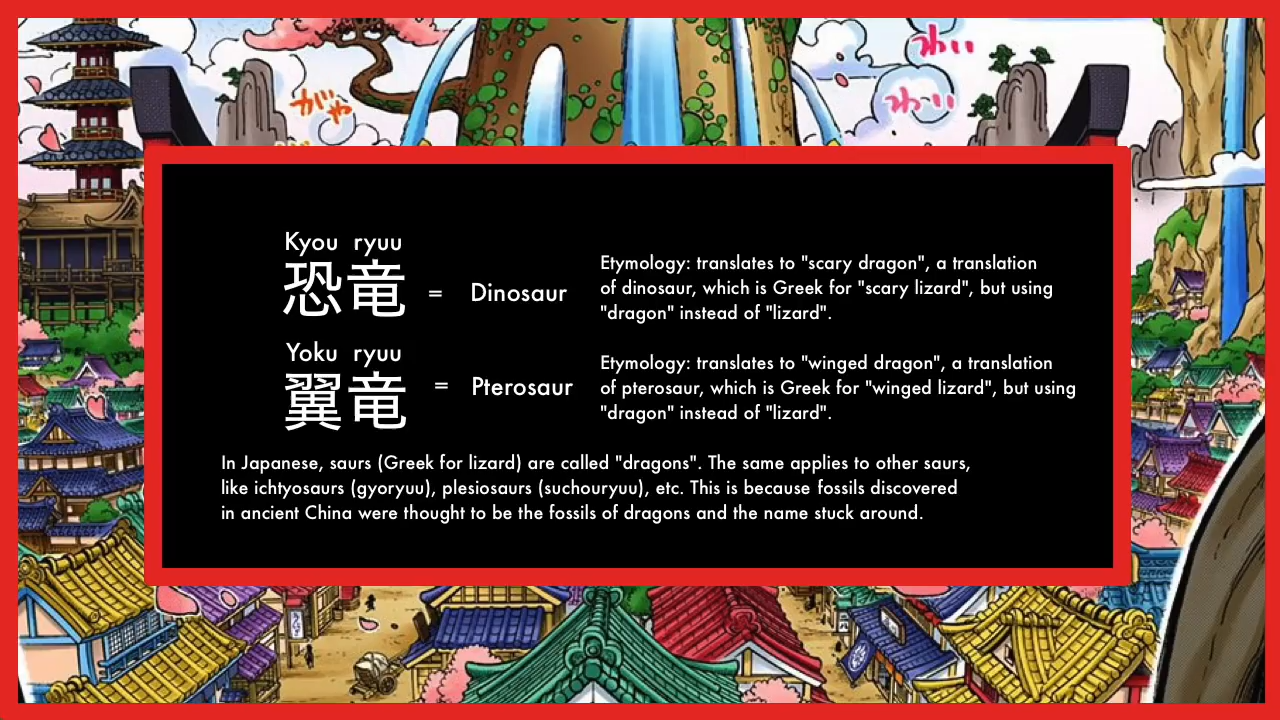 わいい
がや
わい
Kyou ryuu
恐竜 = Dinosaur
Etymology: translates to "scary dragon", a translation
of dinosaur, which is Greek for "scary lizard", but using
"dragon" instead of "lizard".
Yoku ryuu
翼竜 = Pterosaur
Etymology: translates to "winged dragon", a translation
of pterosaur, which is Greek for "winged lizard", but using
"dragon" instead of "lizard".
In Japanese, saurs (Greek for lizard) are called "dragons". The same applies to other saurs,
like ichtyosaurs (gyoryuu), plesiosaurs (suchouryuu), etc. This is because fossils discovered
in ancient China were thought to be the fossils of dragons and the name stuck around.